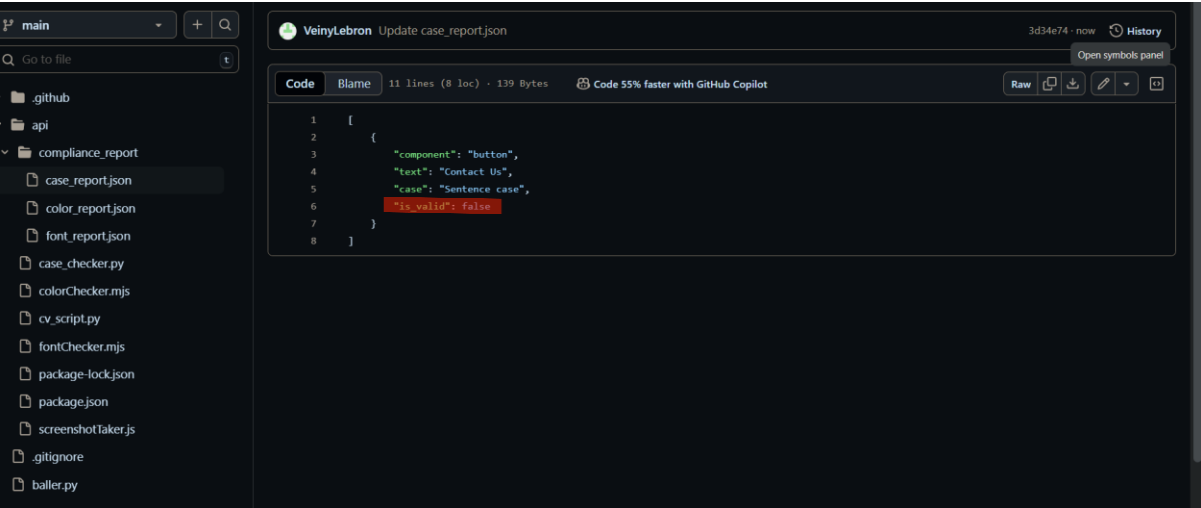 main
Go to file
t
.github
api
compliance_report
case_report.json
color_report.json
font_report.json
case_checker.py
colorChecker.mjs
cv_script.py
fontChecker.mjs
package-lock.json
package.json
screenshotTaker.js
.gitignore
baller.py
VeinyLebron Update case_report.json
3d34e74 · now History
Open symbols panel
Code Blame 11 lines (8 loc) · 139 Bytes Code 55% faster with GitHub Copilot Raw
1 [
2 {
3 "component": "button",
4 "text": "Contact Us",
5 "case": "Sentence case",
6 "is_valid": false
7 }
8 ]